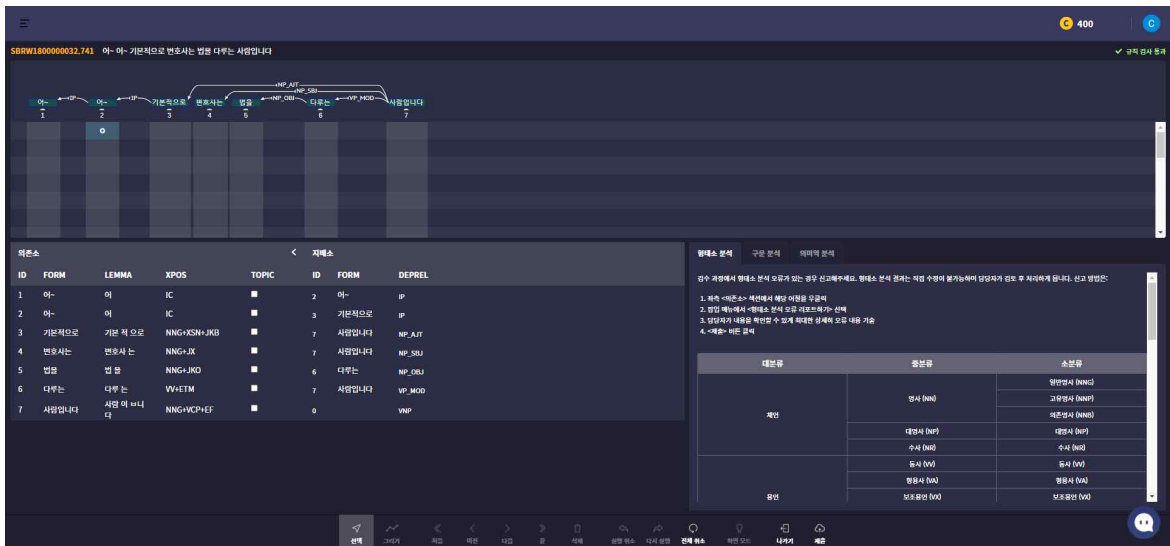 C 400 C
SBRW1800000032.741 어~ 어~ 기본적으로 변호사는 법을 다루는 사람입니다 규칙 검사 통과
NP_AJT
NP_SBJ
어~ IP 어~ IP 기본적으로 변호사는 법을 NP_OBJ 다루는 VP_MOD 사람입니다
1 2 3 4 5 6 7
의존소 지배소
ID FORM LEMMA XPOS TOPIC ID FORM DEPREL
1 어~ 어 IC 2 어~ IP
2 어~ 어 IC 3 기본적으로 IP
3 기본적으로 기본 적 으로 NNG+XSN+JKB 7 사람입니다 NP_AJT
4 변호사는 변호사 는 NNG+JX 7 사람입니다 NP_SBJ
5 법을 법 을 NNG+JKO 6 다루는 NP_OBJ
6 다루는 다루 는 VV+ETM 7 사람입니다 VP_MOD
7 사람입니다 사람 이 ㅂ니다 NNG+VCP+EF 0 VNP
형태소 분석 구문 분석 의미역 분석
검수 과정에서 형태소 분석 오류가 있는 경우 신고해주세요. 형태소 분석 결과는 직접 수정이 불가능하며 담당자가 검토 후 처리하게 됩니다. 신고 방법은:
1. 좌측 <의존소> 섹션에서 해당 어절을 우클릭
2. 팝업 메뉴에서 <형태소 분석 오류 리포트하기> 선택
3. 담당자가 내용을 확인할 수 있게 최대한 상세히 오류 내용 기술
4. <제출> 버튼 클릭
대분류 중분류 소분류
체언 명사 (NN) 일반명사 (NNG)
고유명사 (NNP)
의존명사 (NNB)
대명사 (NP) 대명사 (NP)
수사 (NR) 수사 (NR)
용언 동사 (VV) 동사 (VV)
형용사 (VA) 형용사 (VA)
보조용언 (VX) 보조용언 (VX)
선택 그리기 처음 이전 다음 끝 삭제 실행 취소 다시 실행 전체 취소 화면 모드 나가기 제출